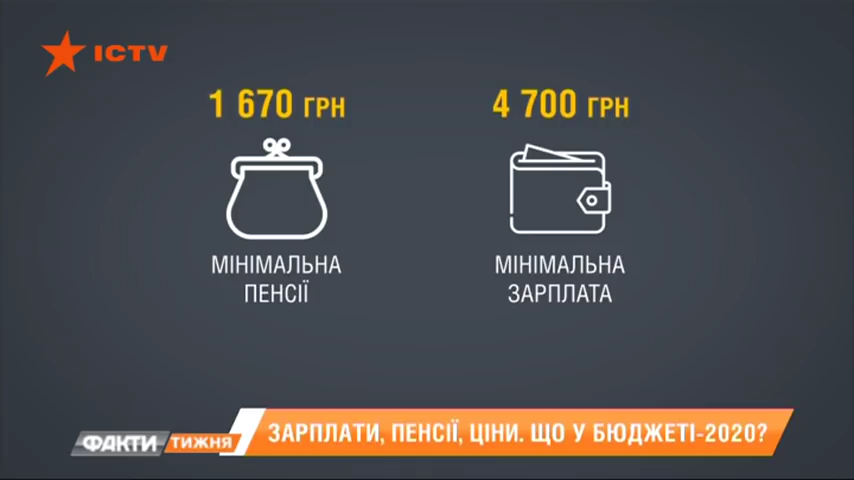 ICTV
1 670 ГРН
4 700 ГРН
МІНІМАЛЬНА
ПЕНСІЇ
МІНІМАЛЬНА
ЗАРПЛАТА
ФАКТИ ТИЖНЯ
ЗАРПЛАТИ, ПЕНСІЇ, ЦІНИ. ЩО У БЮДЖЕТІ-2020?